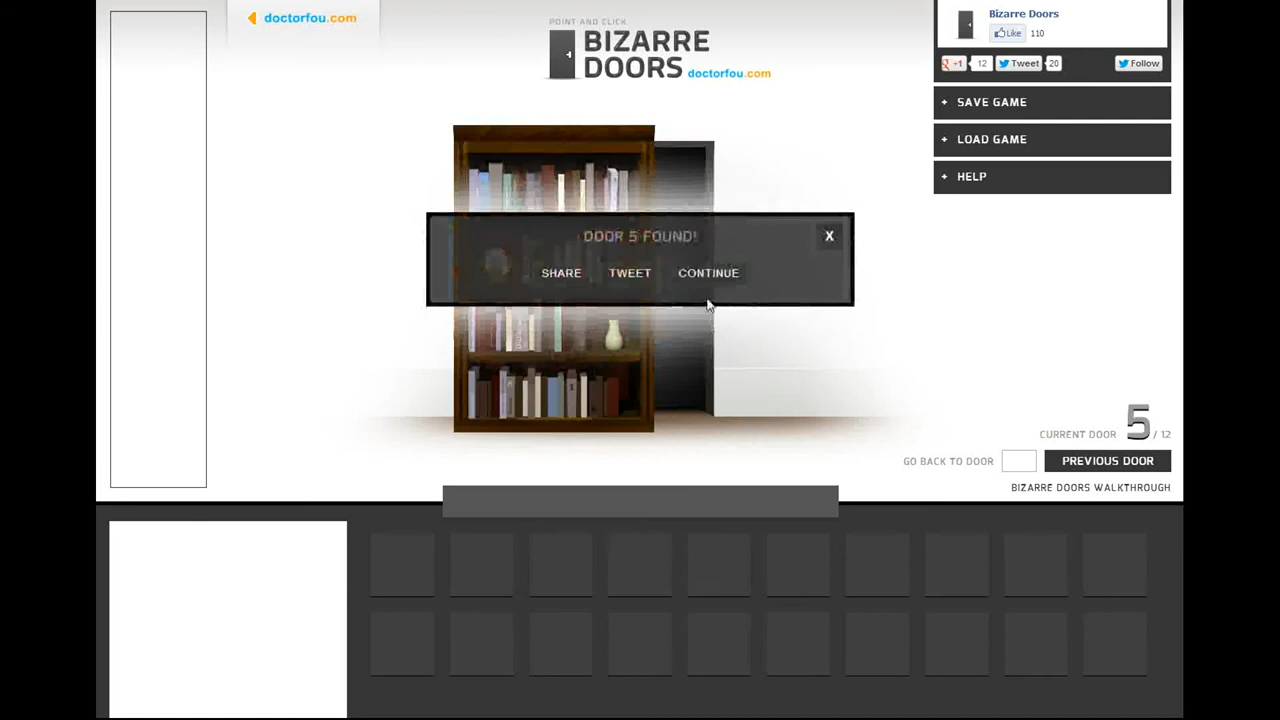 doctorfou.com
POINT AND CLICK
BIZARRE
DOORS doctorfou.com
Bizarre Doors
Like 110
+1 12 Tweet 20 Follow
+ SAVE GAME
+ LOAD GAME
+ HELP
DOOR 5 FOUND!
X
SHARE TWEET CONTINUE
CURRENT DOOR 5 / 12
GO BACK TO DOOR PREVIOUS DOOR
BIZARRE DOORS WALKTHROUGH